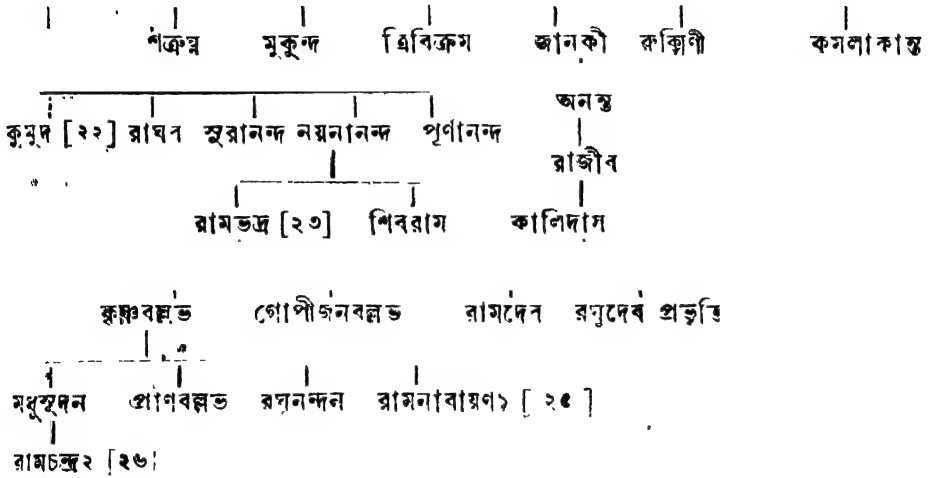 শত্রুঘ্ন মুকুন্দ ত্রিবিক্রম জানকী রুক্মিণী কমলাকান্ত
অনন্ত
কুমুদ [২২] রাঘব সুরানন্দ নয়নানন্দ পূর্ণানন্দ
রাজীব
রামভদ্র [২৩] শিবরাম কালিদাস
কৃষ্ণবল্লভ গোপীজনবল্লভ রামদেব রঘুদেব প্রভৃতি
মধুসূদন প্রাণবল্লভ রঘুনন্দন রামনারায়ণ১ [ ২৫ ]
রামচন্দ্র২ [২৬]